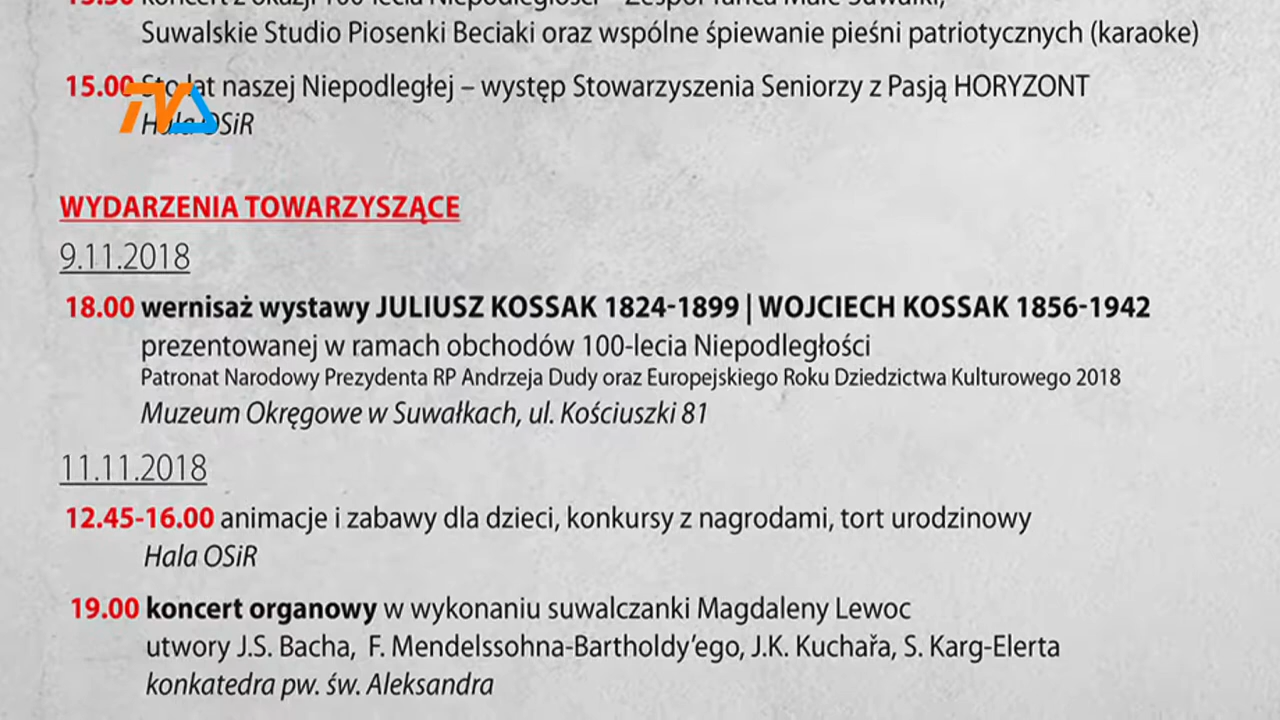 Suwalskie Studio Piosenki Beciaki oraz wspólne śpiewanie pieśni patriotycznych (karaoke)
15.00 Sto lat naszej Niepodległej – występ Stowarzyszenia Seniorzy z Pasją HORYZONT
Hala OSiR
WYDARZENIA TOWARZYSZĄCE
9.11.2018
18.00 wernisaż wystawy JULIUSZ KOSSAK 1824-1899 | WOJCIECH KOSSAK 1856-1942
prezentowanej w ramach obchodów 100-lecia Niepodległości
Patronat Narodowy Prezydenta RP Andrzeja Dudy oraz Europejskiego Roku Dziedzictwa Kulturowego 2018
Muzeum Okręgowe w Suwałkach, ul. Kościuszki 81
11.11.2018
12.45-16.00 animacje i zabawy dla dzieci, konkursy z nagrodami, tort urodzinowy
Hala OSiR
19.00 koncert organowy w wykonaniu suwalczanki Magdaleny Lewoc
utwory J.S. Bacha, F. Mendelssohna-Bartholdy'ego, J.K. Kuchařa, S. Karg-Elerta
konkatedra pw. św. Aleksandra